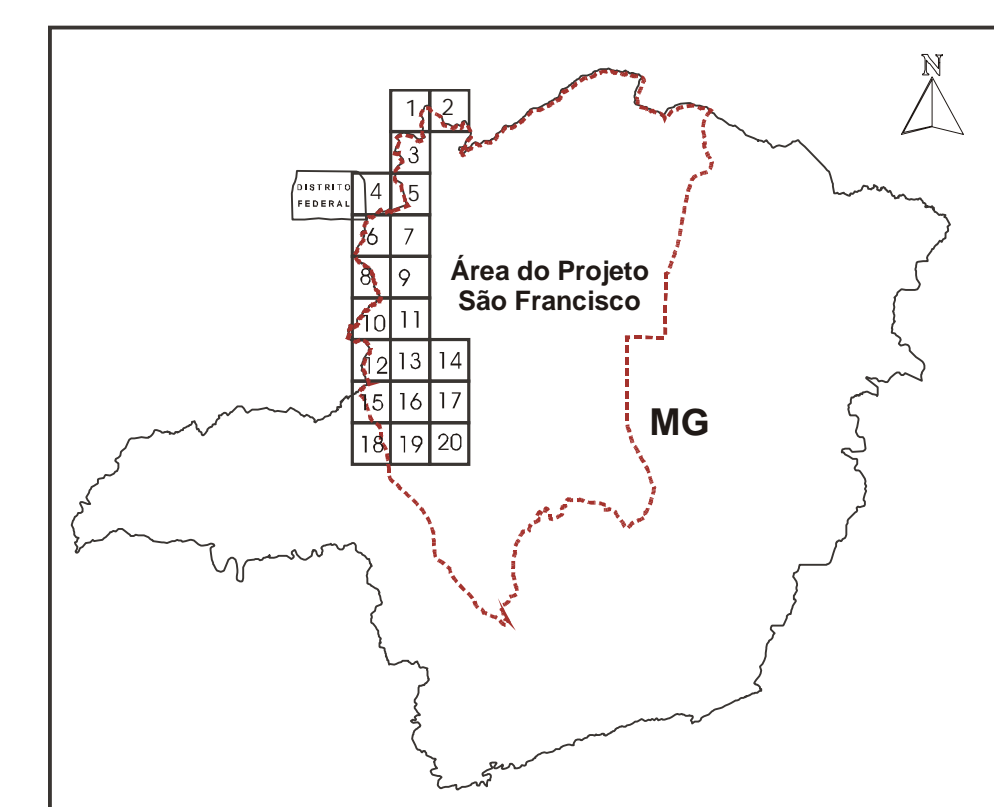 N
1 2
3
DISTRITO
FEDERAL
4 5
6 7
Área do Projeto
São Francisco
8 9
10 11
12 13 14
15 16 17
MG
18 19 20